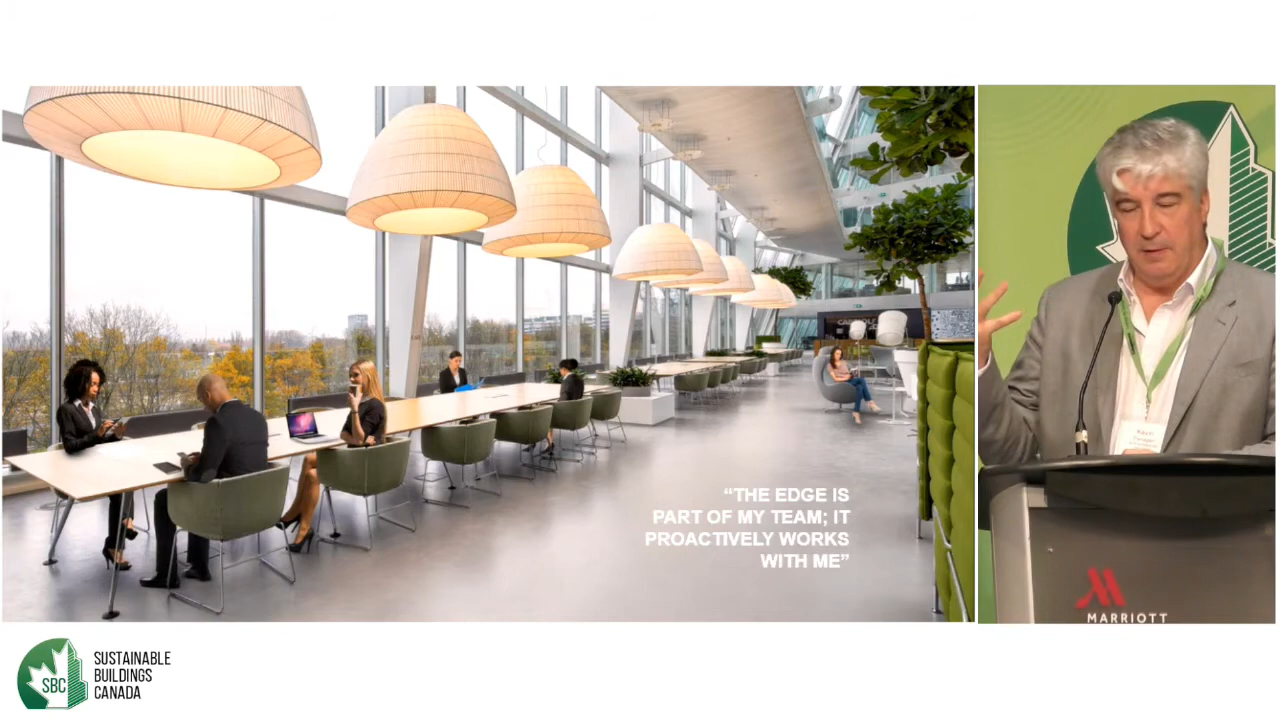 “THE EDGE IS
PART OF MY TEAM; IT
PROACTIVELY WORKS
WITH ME”
MARRIOTT
SBC
SUSTAINABLE
BUILDINGS
CANADA